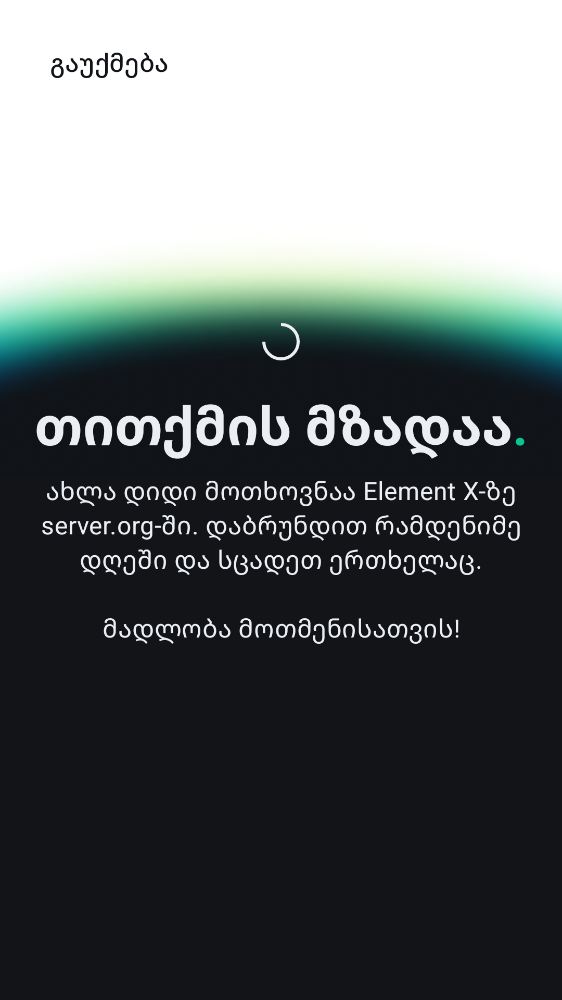 გაუქმება
თითქმის მზადაა.
ახლა დიდი მოთხოვნაა Element X-ზე
server.org-ში. დაბრუნდით რამდენიმე
დღეში და სცადეთ ერთხელაც.
მადლობა მოთმენისათვის!